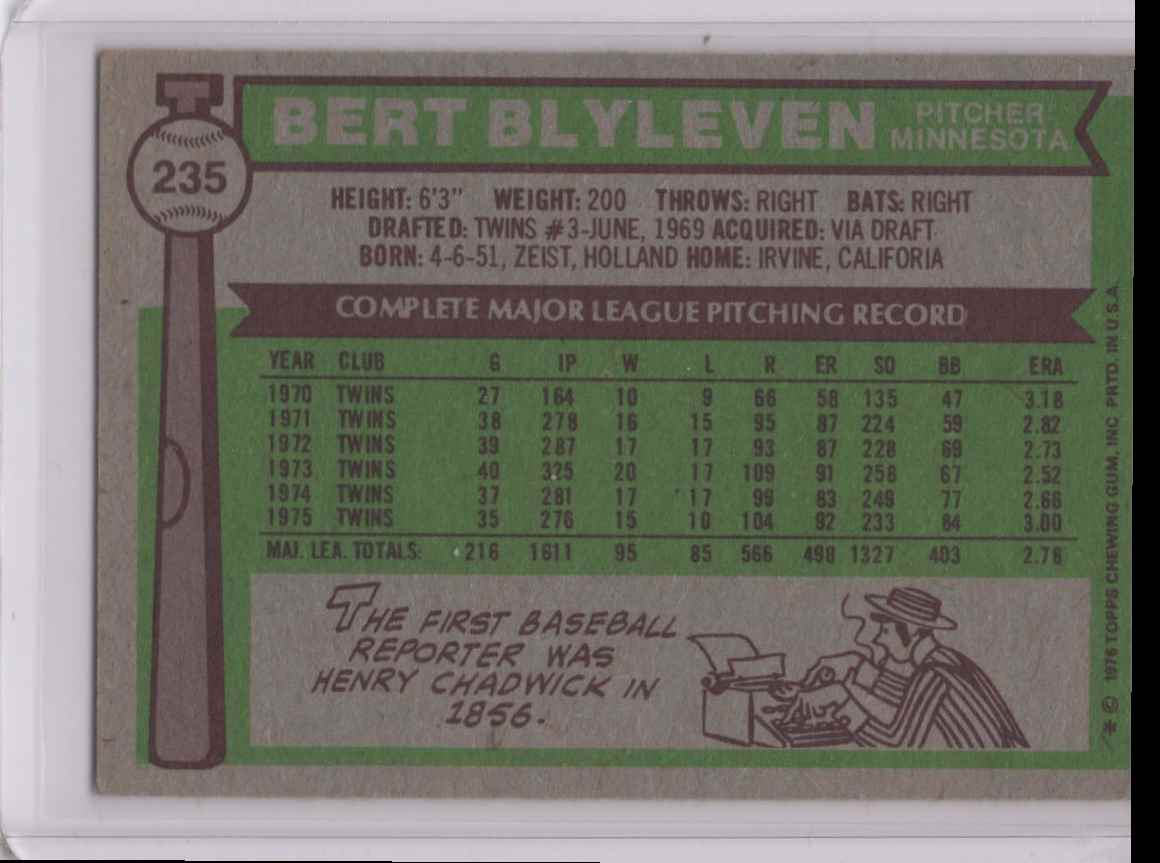 BERT BLYLEVEN PITCHER MINNESOTA
235
HEIGHT: 6'3" WEIGHT: 200 THROWS: RIGHT BATS: RIGHT
DRAFTED: TWINS #3-JUNE, 1969 ACQUIRED: VIA DRAFT
BORN: 4-6-51, ZEIST, HOLLAND HOME: IRVINE, CALIFORIA
COMPLETE MAJOR LEAGUE PITCHING RECORD
YEAR CLUB G IP W L R ER SO BB ERA
1970 TWINS 27 164 10 9 66 58 135 47 3.18
1971 TWINS 38 278 16 15 95 87 224 59 2.82
1972 TWINS 39 287 17 17 93 87 228 69 2.73
1973 TWINS 40 325 20 17 109 91 258 67 2.52
1974 TWINS 37 281 17 17 99 83 249 77 2.66
1975 TWINS 35 276 15 10 104 92 233 84 3.00
MAJ. LEA. TOTALS: 216 1611 95 85 566 498 1327 403 2.78
THE FIRST BASEBALL
REPORTER WAS
HENRY CHADWICK IN
1856.
* © 1976 TOPPS CHEWING GUM, INC. PRTD. IN U.S.A.